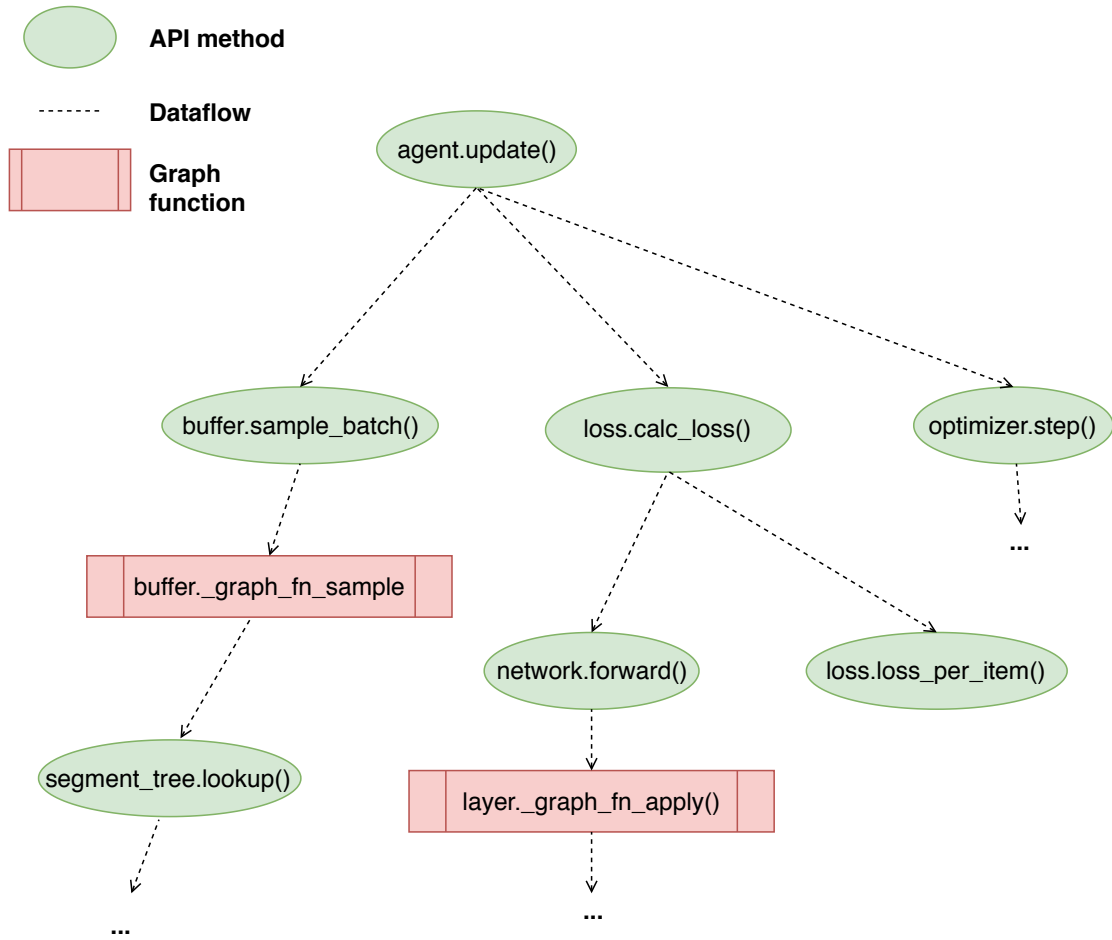 API method
Dataflow
Graph
function
agent.update()
buffer.sample_batch()
loss.calc_loss()
optimizer.step()
...
buffer._graph_fn_sample
network.forward()
loss.loss_per_item()
segment_tree.lookup()
layer._graph_fn_apply()
...
...